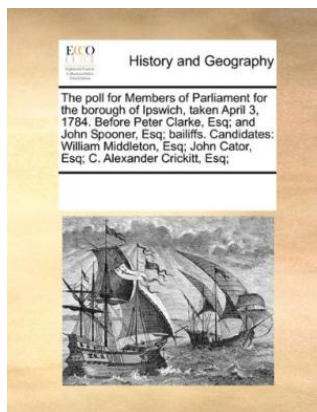 ECCO
History and Geography
The poll for Members of Parliament for
the borough of Ipswich, taken April 3,
1784. Before Peter Clarke, Esq; and
John Spooner, Esq; bailiffs. Candidates:
William Middleton, Esq; John Cator,
Esq; C. Alexander Crickitt, Esq;